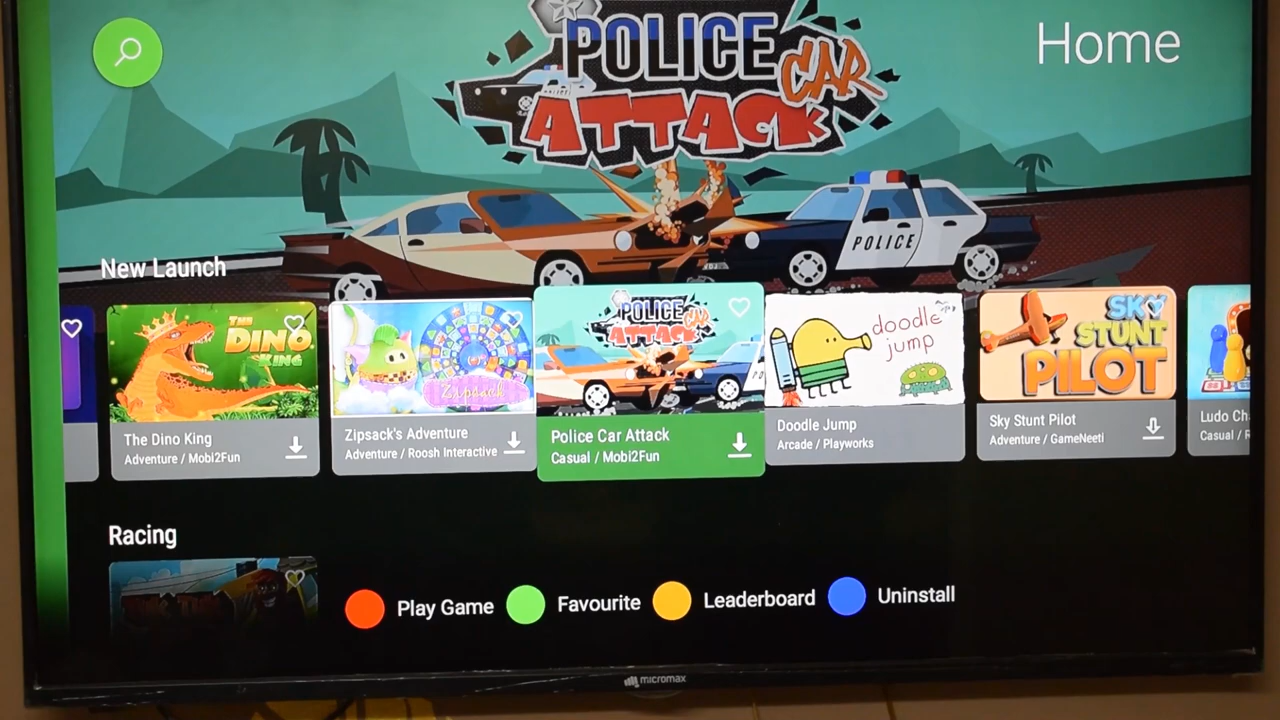 POLICE
CAR
ATTACK
Home
POLICE
New Launch
THE
DINO
KING
Zipsack
POLICE
CAR
ATTACK
doodle
jump
SKY
STUNT
PILOT
The Dino King
Adventure / Mobi2Fun
Zipsack's Adventure
Adventure / Roosh Interactive
Police Car Attack
Casual / Mobi2Fun
Doodle Jump
Arcade / Playworks
Sky Stunt Pilot
Adventure / GameNeeti
Ludo
Casual /
Racing
Play Game
Favourite
Leaderboard
Uninstall
micromax